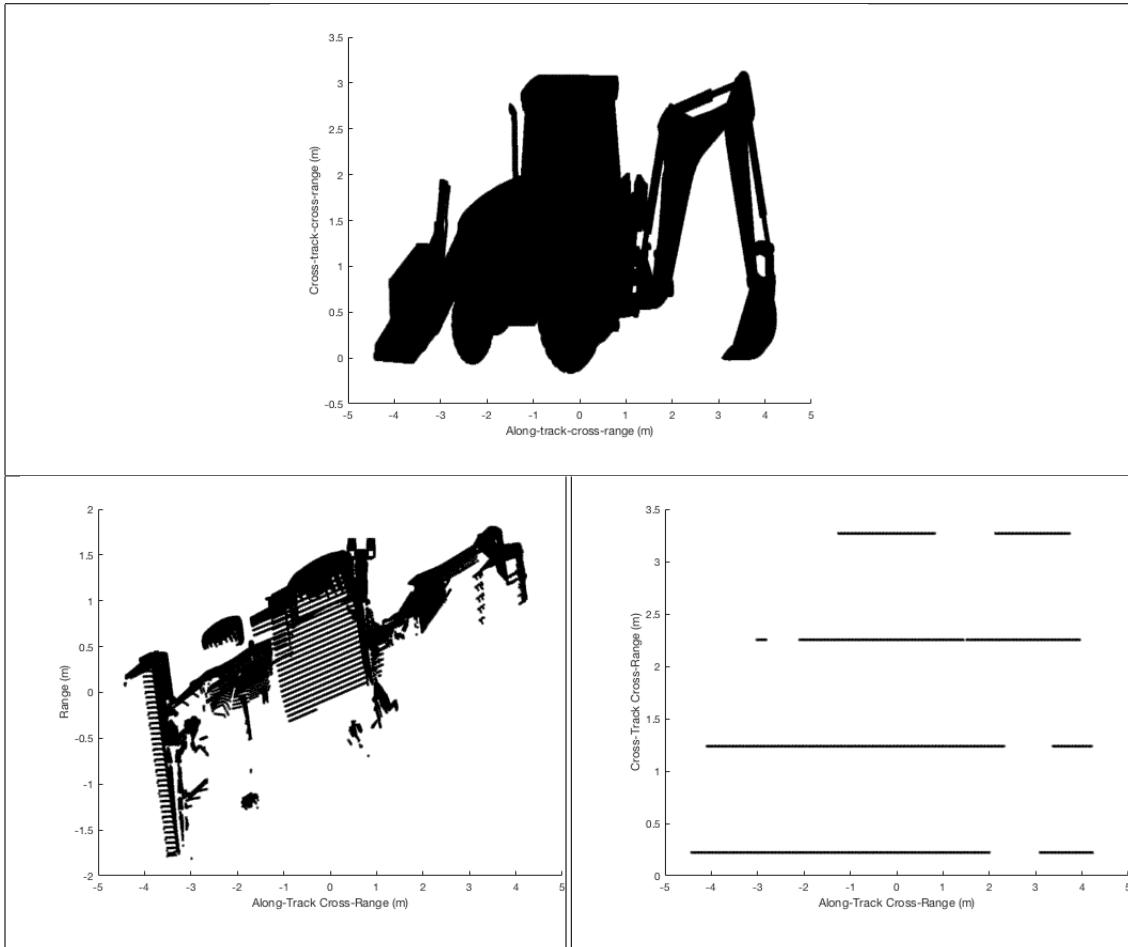 3.5
3
2.5
2
1.5
1
0.5
0
-0.5
Cross-track-cross-range (m)
-5 -4 -3 -2 -1 0 1 2 3 4 5
Along-track-cross-range (m)
2
1.5
1
0.5
0
-0.5
-1
-1.5
-2
Range (m)
-5 -4 -3 -2 -1 0 1 2 3 4 5
Along-Track Cross-Range (m)
3.5
3
2.5
2
1.5
1
0.5
0
Cross-Track Cross-Range (m)
-5 -4 -3 -2 -1 0 1 2 3 4 5
Along-Track Cross-Range (m)